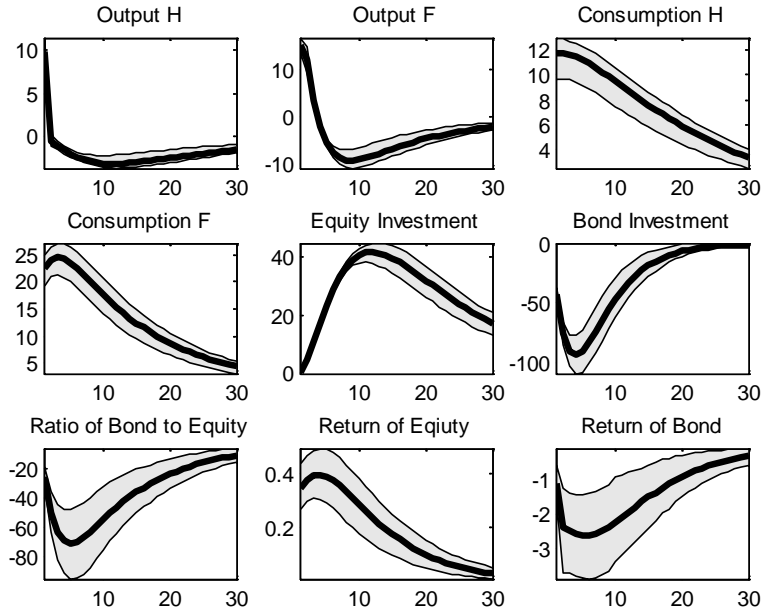 Output H
Output F
Consumption H
10
0
10 20 30
10
0
-10
10 20 30
12
10
8
6
4
10 20 30
Consumption F
Equity Investment
Bond Investment
25
20
15
10
5
10 20 30
40
20
0
10 20 30
0
-50
-100
10 20 30
Ratio of Bond to Equity
Return of Eqiuty
Return of Bond
-20
-40
-60
-80
10 20 30
0.4
0.2
10 20 30
-1
-2
-3
10 20 30